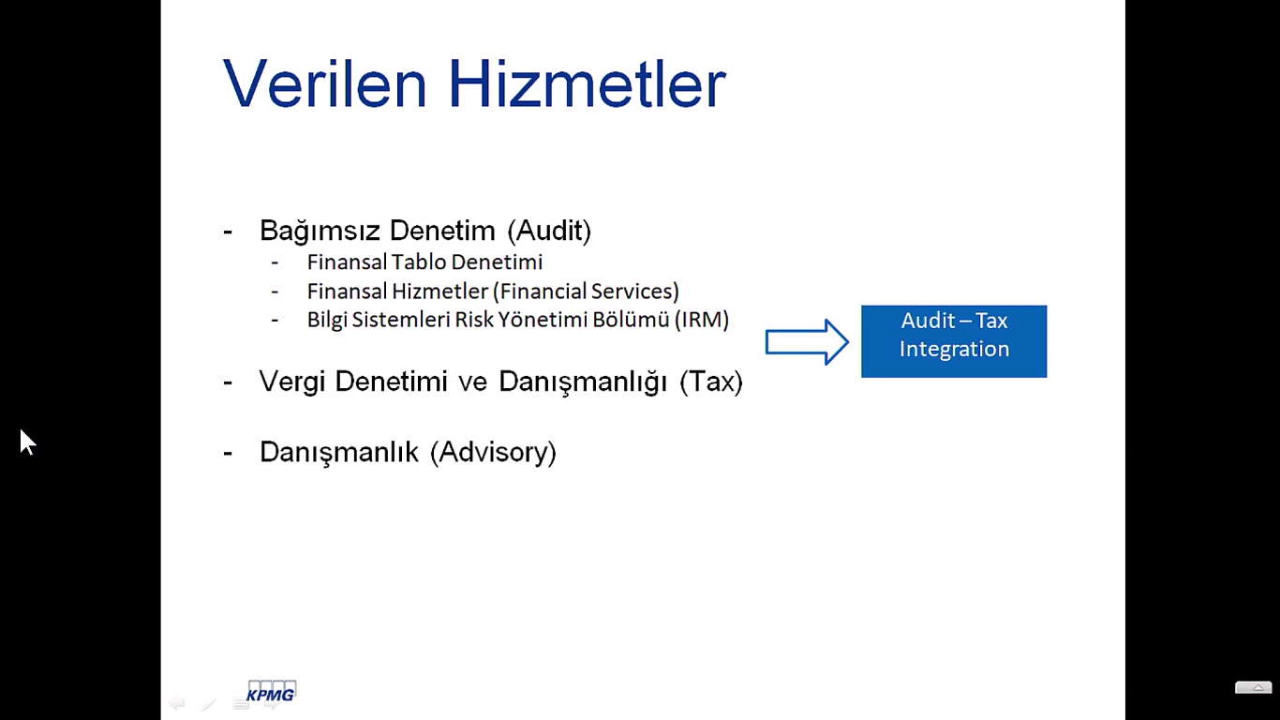 Verilen Hizmetler
- Bağımsız Denetim (Audit)
- Finansal Tablo Denetimi
- Finansal Hizmetler (Financial Services)
- Bilgi Sistemleri Risk Yönetimi Bölümü (IRM)
Audit – Tax
Integration
- Vergi Denetimi ve Danışmanlığı (Tax)
- Danışmanlık (Advisory)
KPMG